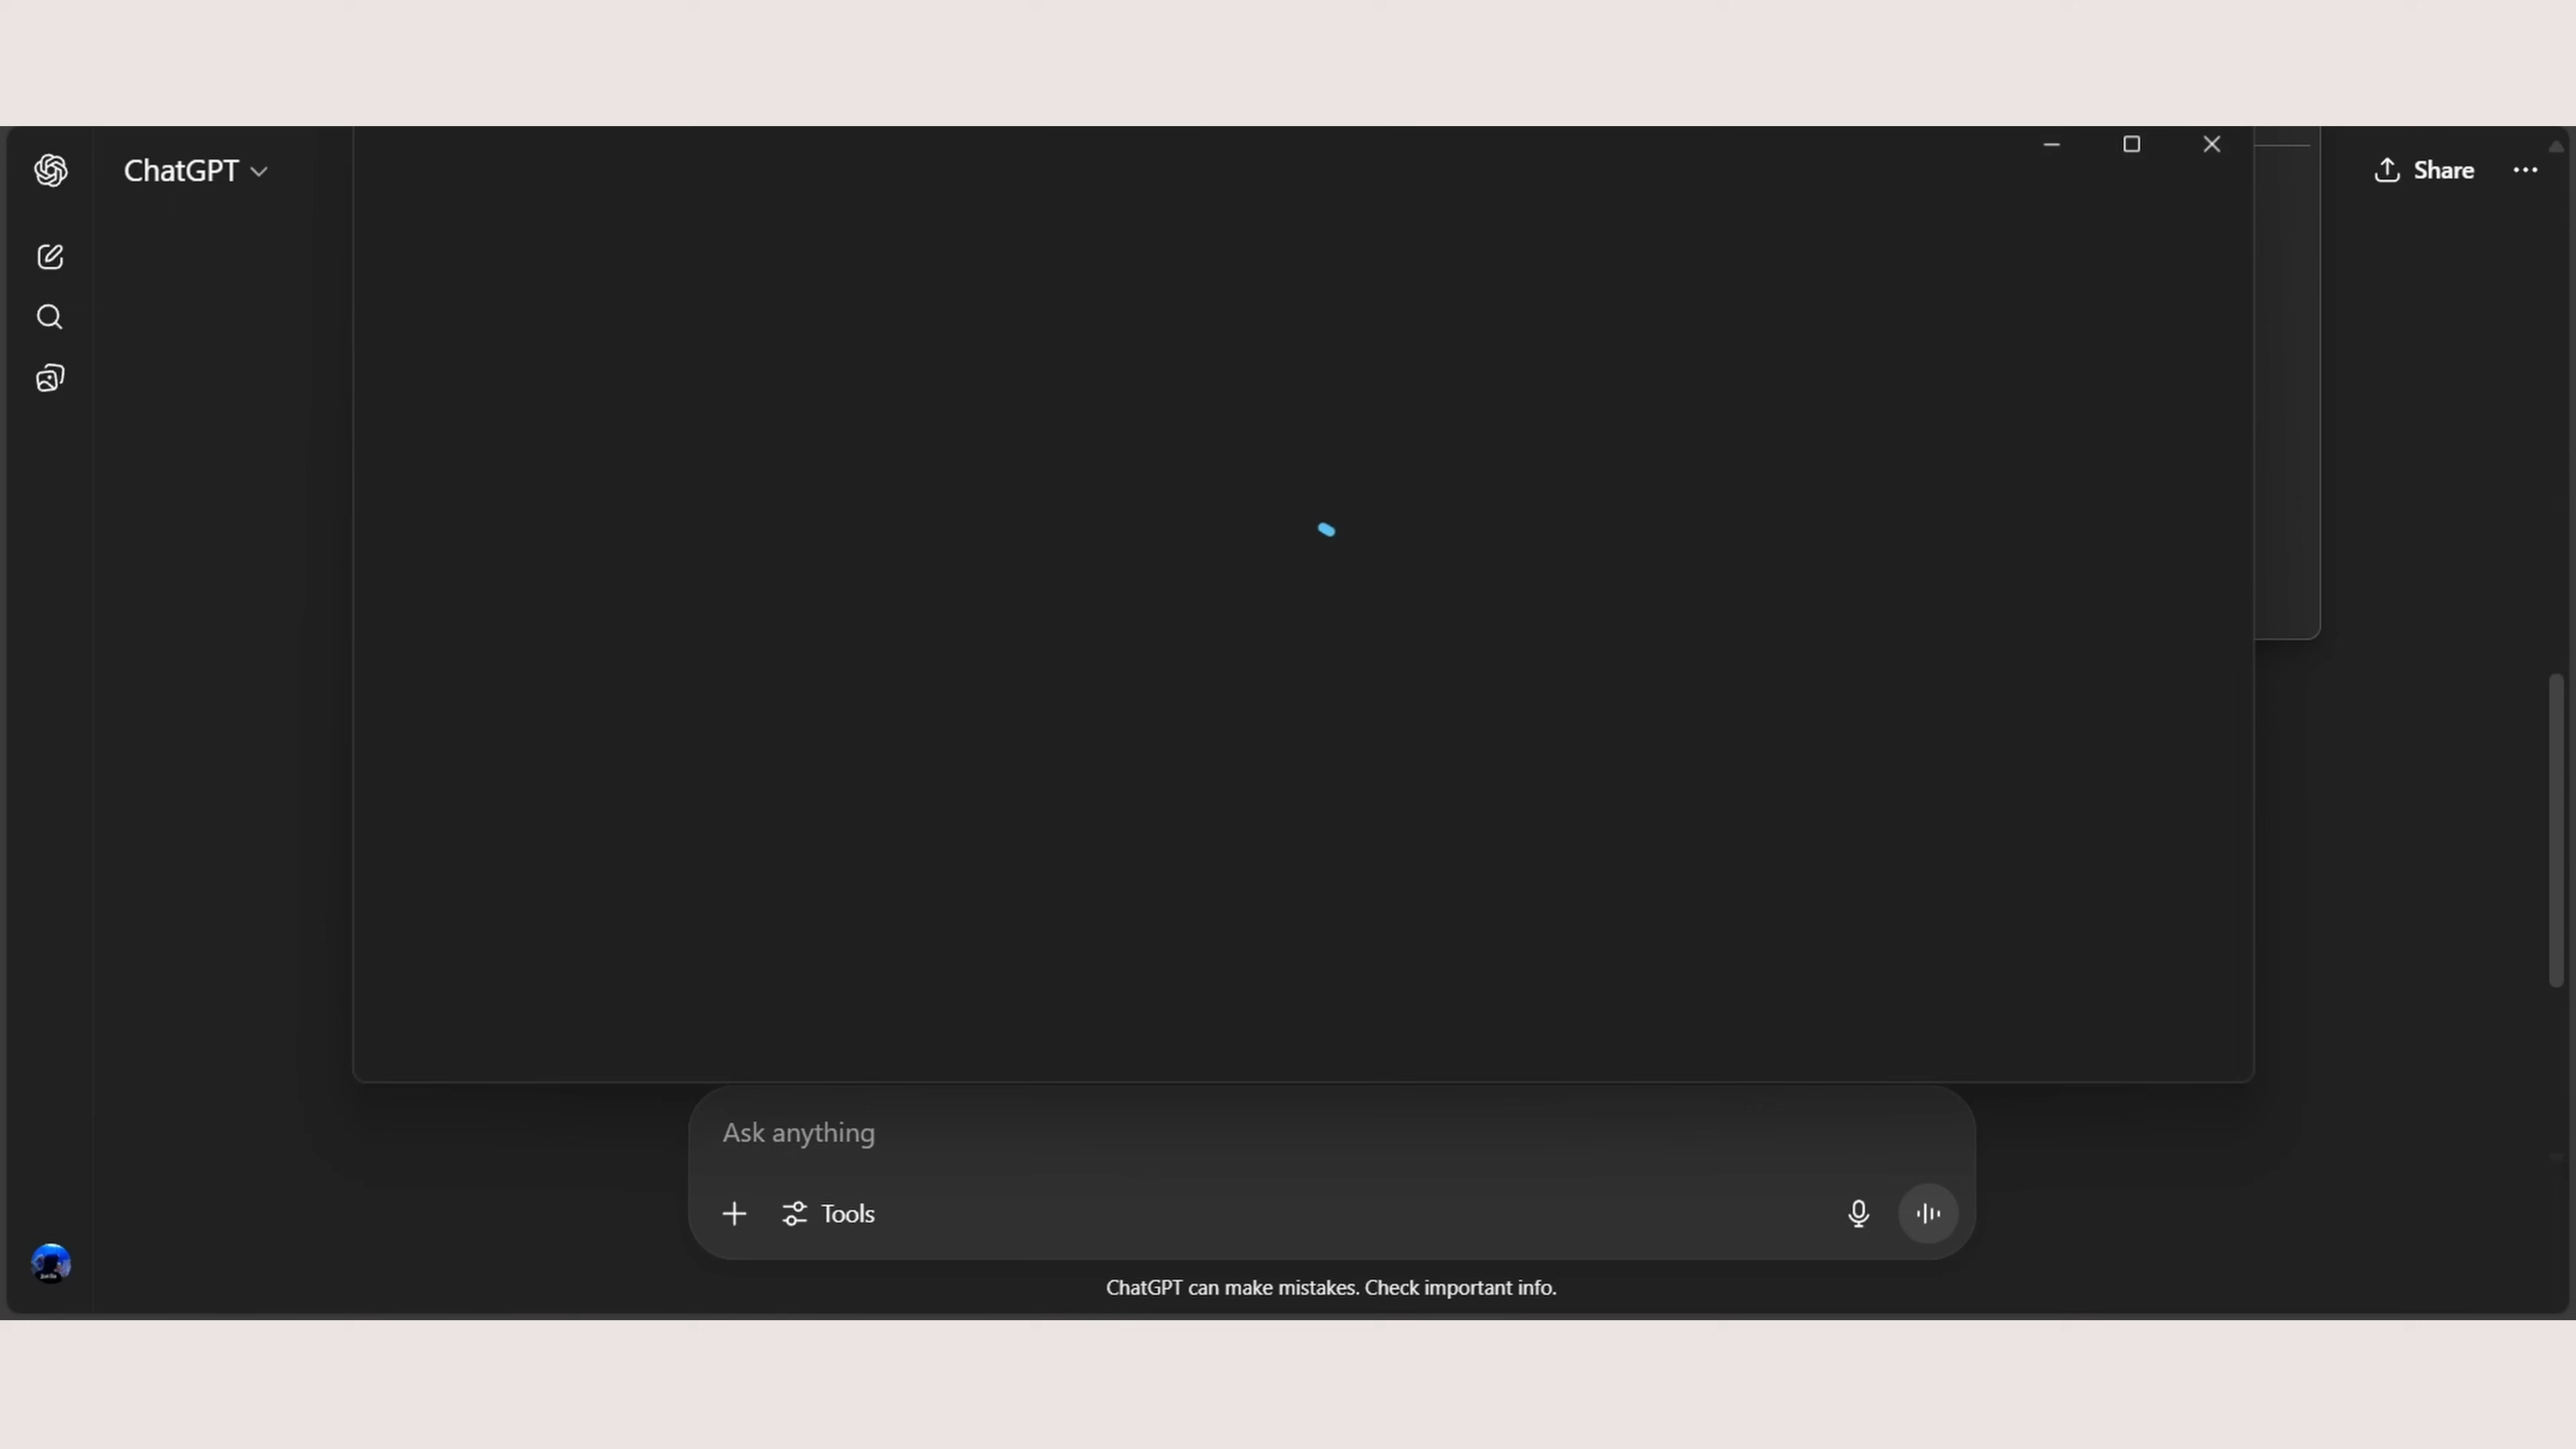 ChatGPT
Share
Ask anything
Tools
ChatGPT can make mistakes. Check important info.